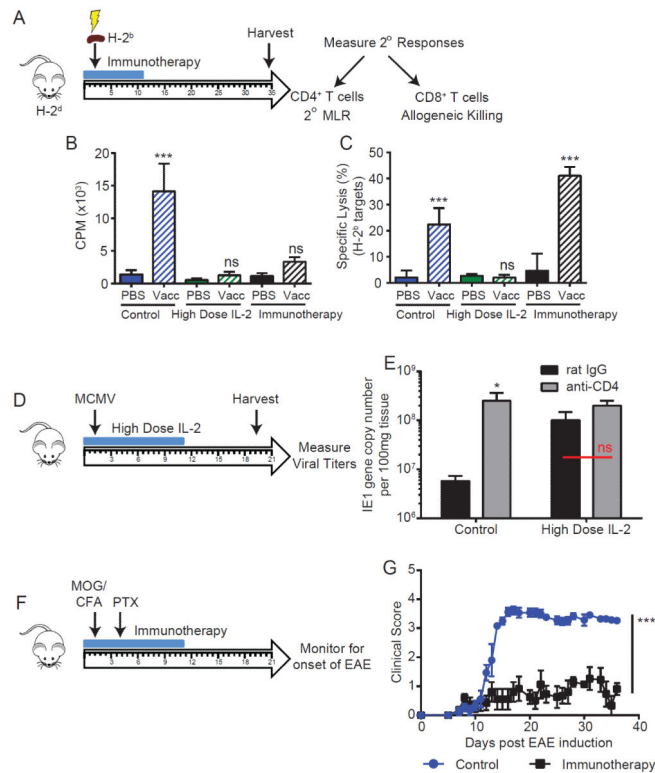 A
H-2ᵇ
Immunotherapy
Harvest
5 10 15 20 25 30 35
H-2ᵈ
Measure 2° Responses
CD4⁺ T cells
2° MLR
CD8⁺ T cells
Allogeneic Killing
B
CPM (x10³)
20
15
10
5
0
***
ns
ns
PBS Vacc PBS Vacc PBS Vacc
Control High Dose IL-2 Immunotherapy
C
Specific Lysis (%)
(H-2ᵇ targets)
50
40
30
20
10
0
***
ns
***
PBS Vacc PBS Vacc PBS Vacc
Control High Dose IL-2 Immunotherapy
D
MCMV
Harvest
High Dose IL-2
3 6 9 12 15 18 21
Measure
Viral Titers
E
rat IgG
anti-CD4
IE1 gene copy number
per 100mg tissue
10⁹
10⁸
10⁷
10⁶
*
ns
Control High Dose IL-2
F
MOG/
CFA PTX
Immunotherapy
3 6 9 12 15 18 21
Monitor for
onset of EAE
G
Clinical Score
5
4
3
2
1
0
***
0 10 20 30 40
Days post EAE induction
Control Immunotherapy